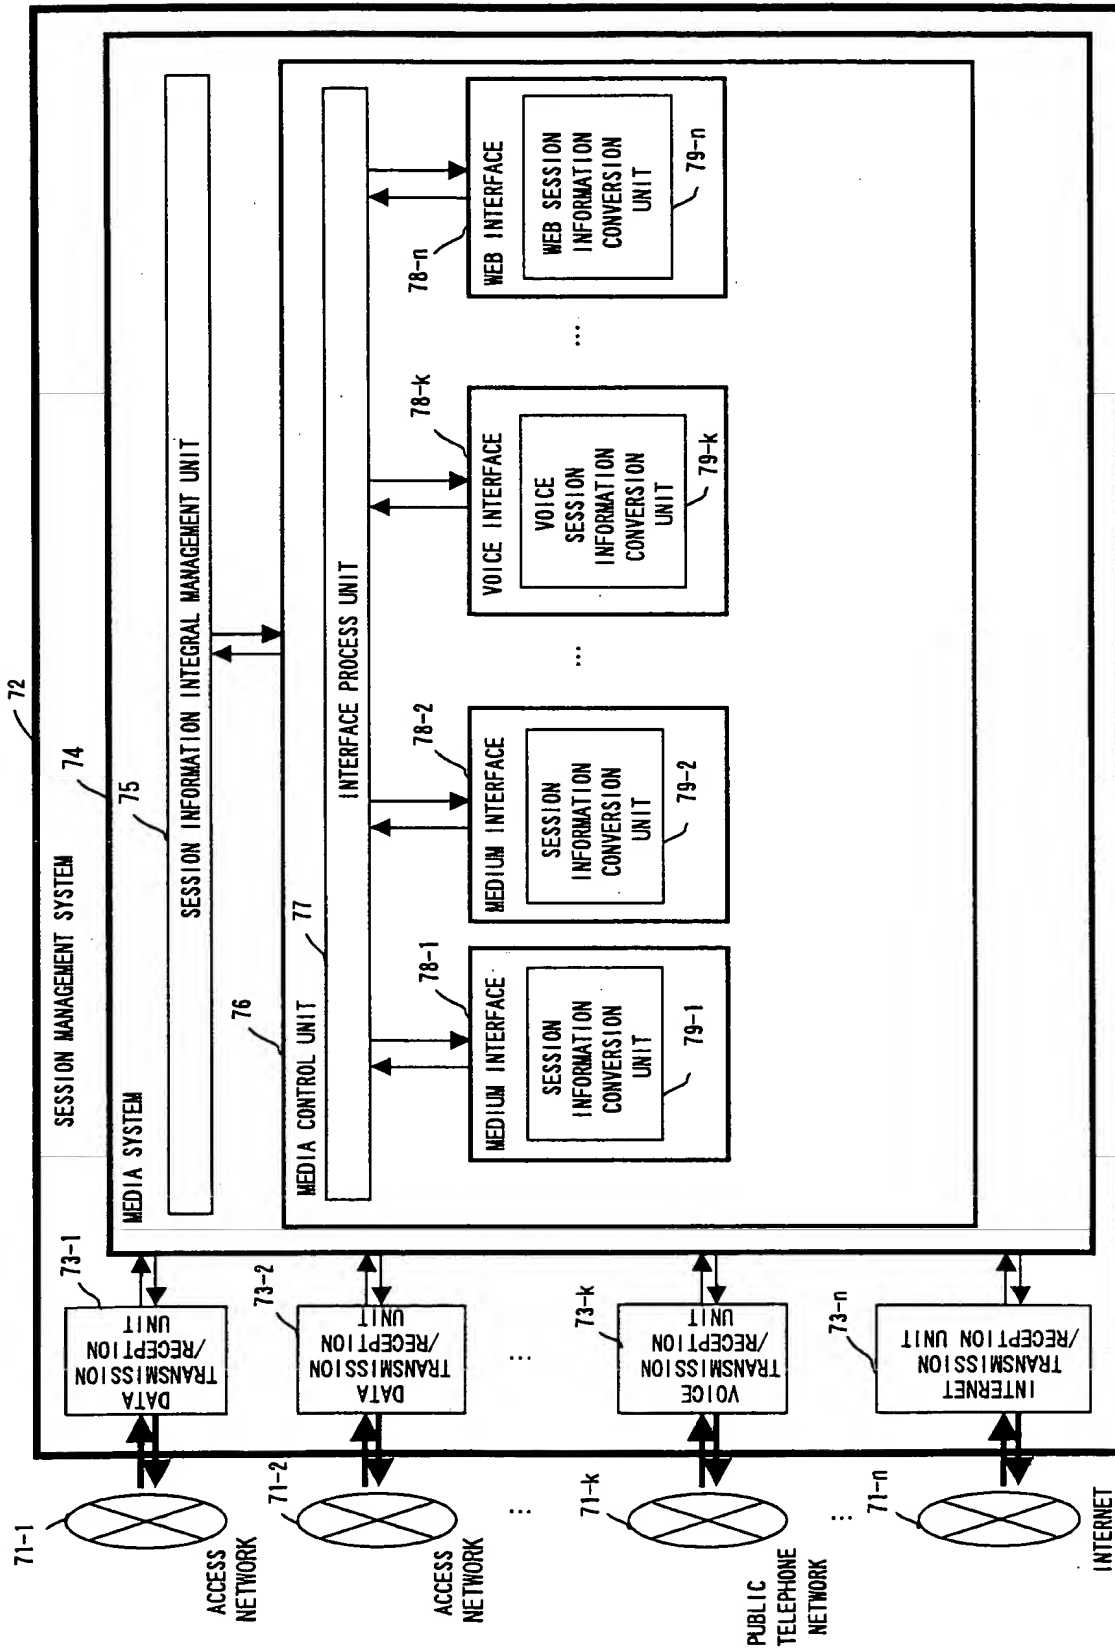 72
SESSION MANAGEMENT SYSTEM
74
MEDIA SYSTEM
75
SESSION INFORMATION INTEGRAL MANAGEMENT UNIT
76
MEDIA CONTROL UNIT
77
INTERFACE PROCESS UNIT
MEDIUM INTERFACE
78-1
SESSION
INFORMATION
CONVERSION
UNIT
79-1
MEDIUM INTERFACE
78-2
SESSION
INFORMATION
CONVERSION
UNIT
79-2
...
VOICE INTERFACE
78-k
VOICE
SESSION
INFORMATION
CONVERSION
UNIT
79-k
...
WEB INTERFACE
78-n
WEB SESSION
INFORMATION
CONVERSION
UNIT
79-n
73-1
DATA
TRANSMISSION
/RECEPTION
UNIT
73-2
DATA
TRANSMISSION
/RECEPTION
UNIT
...
73-k
VOICE
TRANSMISSION
/RECEPTION
UNIT
73-n
INTERNET
TRANSMISSION
/RECEPTION UNIT
71-1
ACCESS
NETWORK
71-2
ACCESS
NETWORK
...
71-k
PUBLIC
TELEPHONE
NETWORK
...
71-n
INTERNET